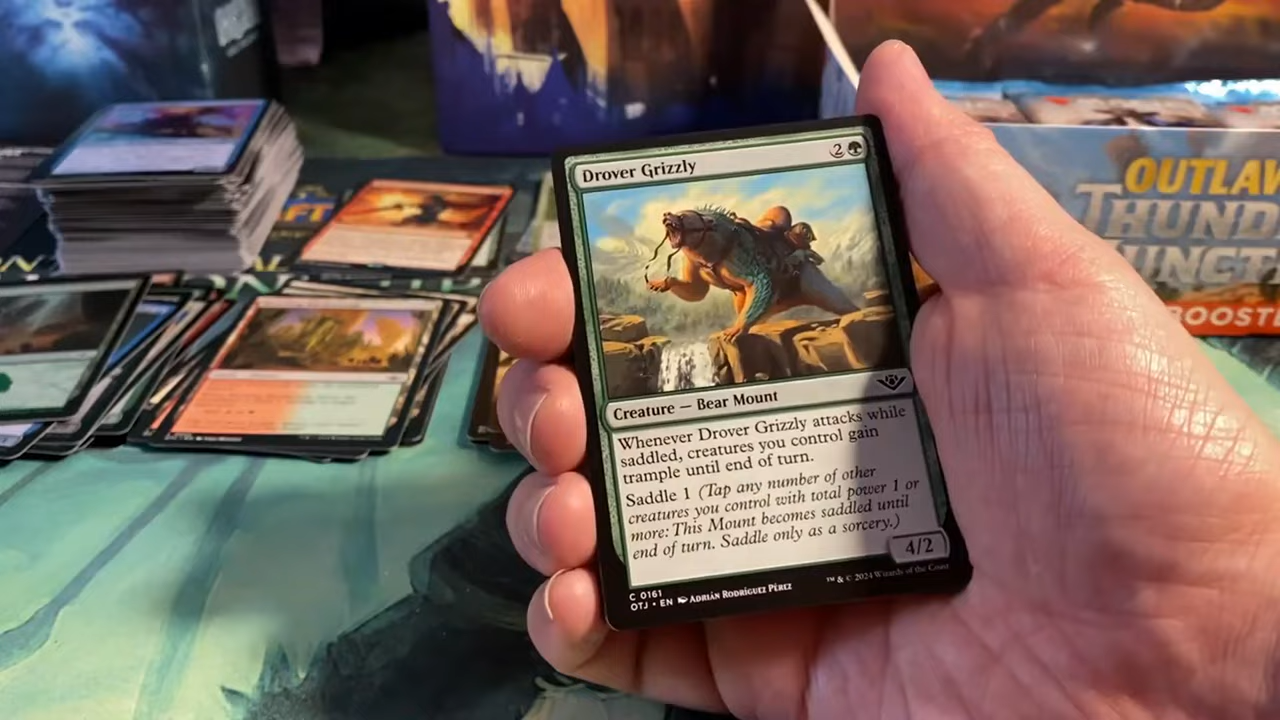 Drover Grizzly
2
Creature — Bear Mount
Whenever Drover Grizzly attacks while
saddled, creatures you control gain
trample until end of turn.
Saddle 1 (Tap any number of other
creatures you control with total power 1 or
more: This Mount becomes saddled until
end of turn. Saddle only as a sorcery.)
4/2
C 0161
OTJ • EN ADRIÁN RODRÍGUEZ PÉREZ
™ & © 2024 Wizards of the Coast
OUTLAW
THUND
UNCT
BOOST